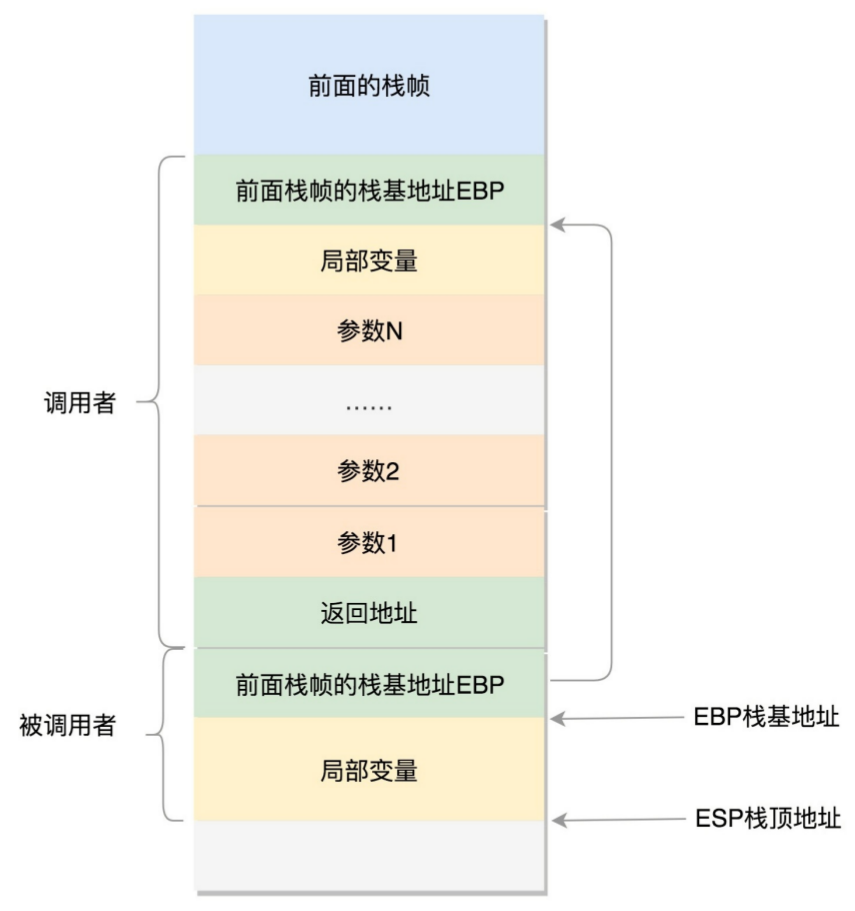 前面的栈帧
前面栈帧的栈基地址EBP
局部变量
参数N
调用者
……
参数2
参数1
返回地址
前面栈帧的栈基地址EBP
被调用者
EBP栈基地址
局部变量
ESP栈顶地址